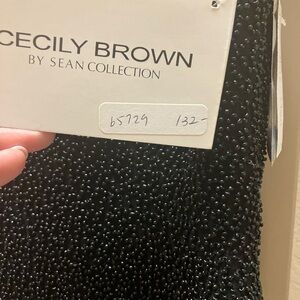 CECILY BROWN
BY SEAN COLLECTION
65729 132-